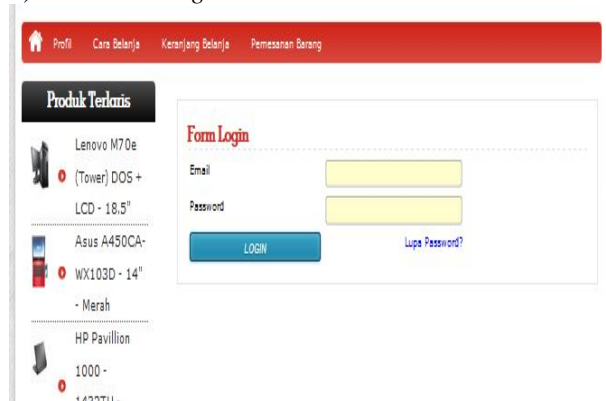 Profil Cara Belanja Keranjang Belanja Pemesanan Barang
Produk Terlaris
Lenovo M70e
(Tower) DOS +
LCD - 18.5"
Asus A450CA-
WX103D - 14"
- Merah
HP Pavillion
1000 -
Form Login
Email
Password
LOGIN
Lupa Password?